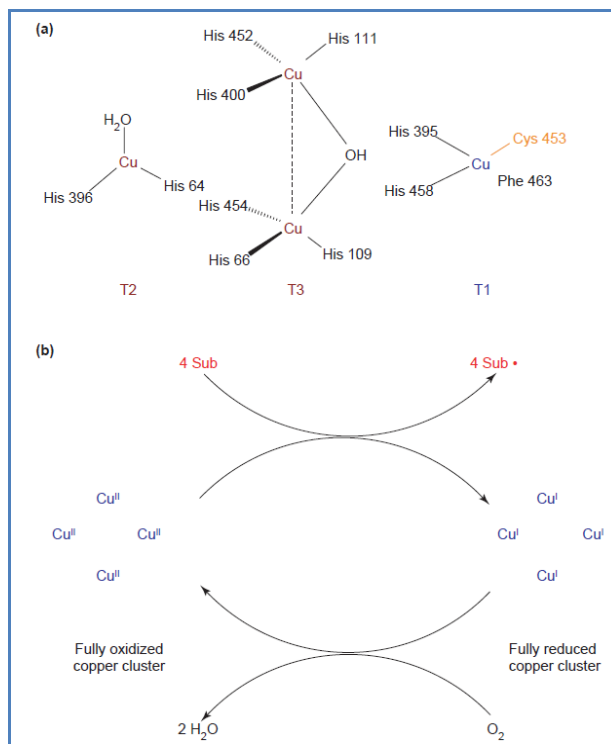 (a)
His 452
His 111
Cu
His 400
H₂O
His 395
Cys 453
OH
Cu
Cu
His 64
His 458
Phe 463
His 396
His 454
Cu
His 66
His 109
T2
T3
T1
(b)
4 Sub
4 Sub •
Cuᴵᴵ
Cuᴵ
Cuᴵᴵ
Cuᴵᴵ
Cuᴵ
Cuᴵ
Cuᴵᴵ
Cuᴵ
Fully oxidized
copper cluster
Fully reduced
copper cluster
2 H₂O
O₂